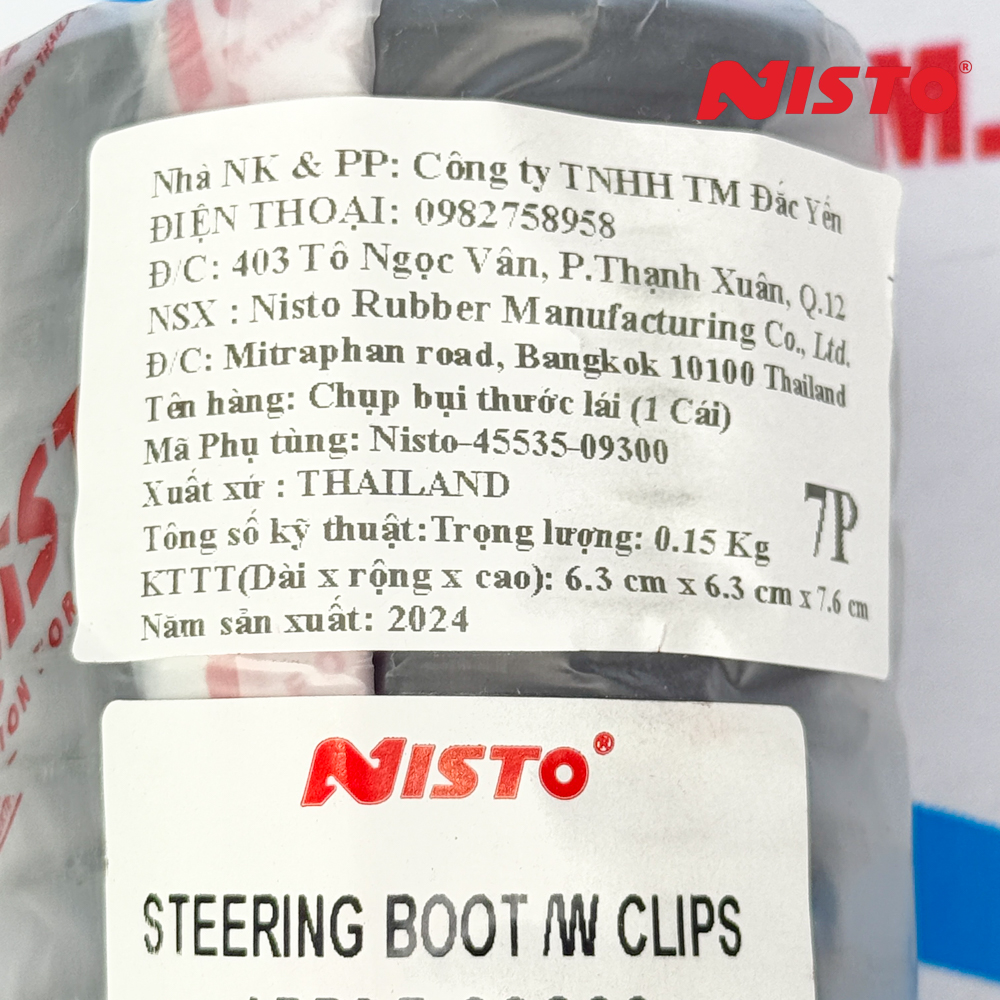 NISTO®
M.
MADE IN THAILAND
Nhà NK & PP: Công ty TNHH TM Đắc Yến
ĐIỆN THOẠI: 0982758958
Đ/C: 403 Tô Ngọc Vân, P.Thạnh Xuân, Q.12
NSX : Nisto Rubber Manufacturing Co., Ltd.
Đ/C: Mitraphan road, Bangkok 10100 Thailand
Tên hàng: Chụp bụi thước lái (1 Cái)
Mã Phụ tùng: Nisto-45535-09300
Xuất xứ : THAILAND
7P
Tông số kỹ thuật:Trọng lượng: 0.15 Kg
KTTT(Dài x rộng x cao): 6.3 cm x 6.3 cm x 7.6 cm
Năm sản xuất: 2024
NISTO®
STEERING BOOT /W CLIPS